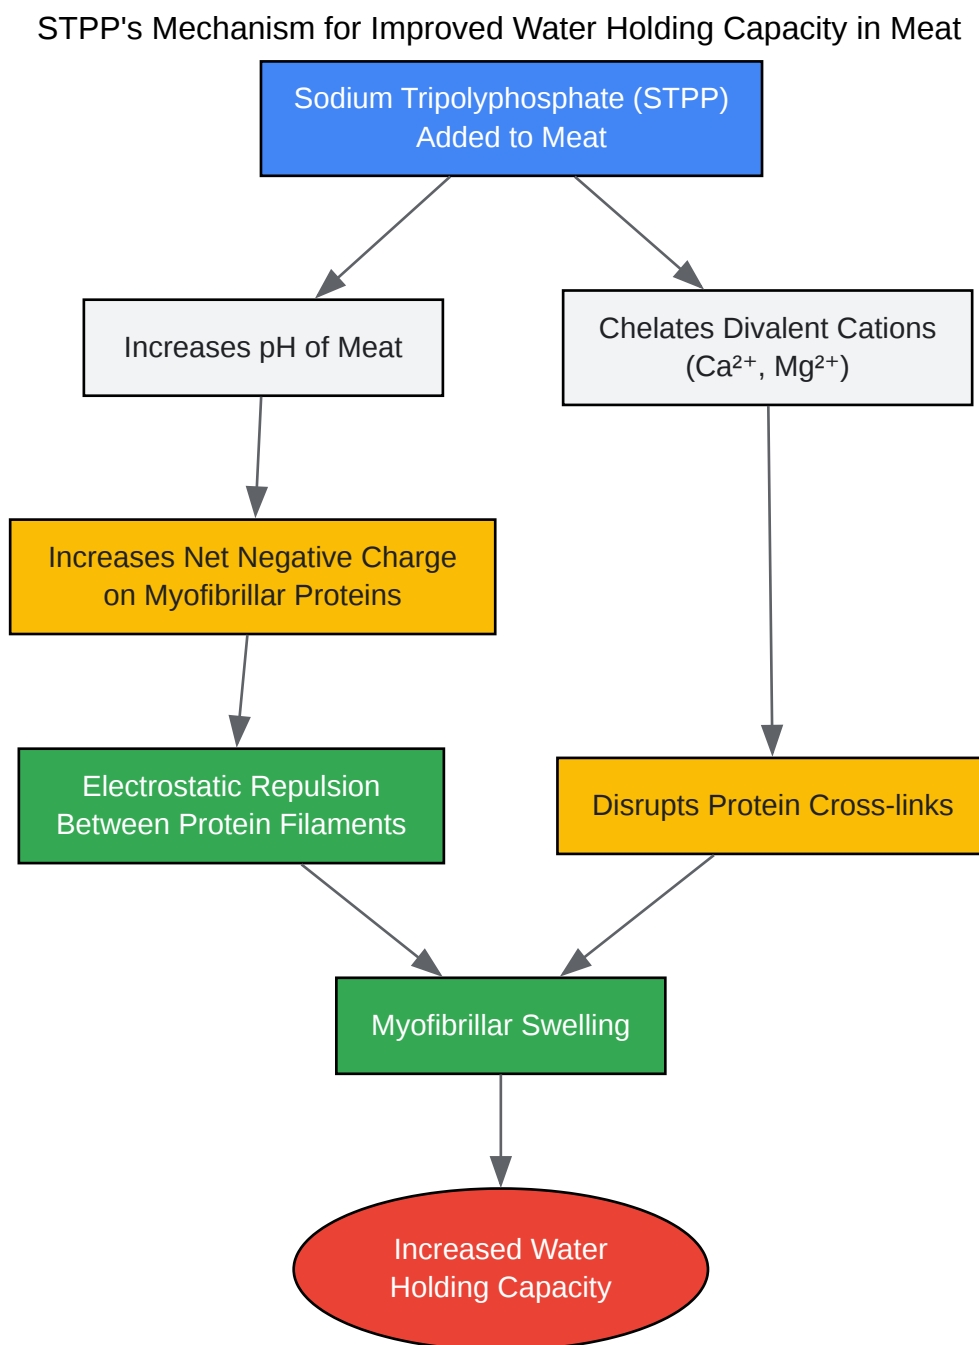 STPP's Mechanism for Improved Water Holding Capacity in Meat
Sodium Tripolyphosphate (STPP)
Added to Meat
Increases pH of Meat
Chelates Divalent Cations
(Ca²⁺, Mg²⁺)
Increases Net Negative Charge
on Myofibrillar Proteins
Electrostatic Repulsion
Between Protein Filaments
Disrupts Protein Cross-links
Myofibrillar Swelling
Increased Water
Holding Capacity